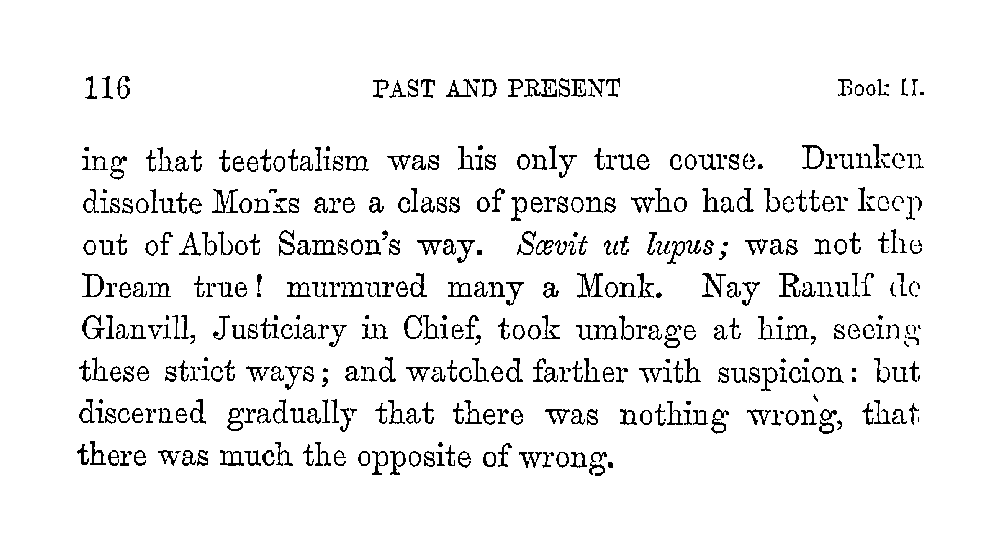 116 PAST AND PRESENT Book II.
ing that teetotalism was his only true course. Drunken
dissolute Monks are a class of persons who had better keep
out of Abbot Samson's way. Sævit ut lupus; was not the
Dream true! murmured many a Monk. Nay Ranulf de
Glanvill, Justiciary in Chief, took umbrage at him, seeing
these strict ways; and watched farther with suspicion: but
discerned gradually that there was nothing wrong, that
there was much the opposite of wrong.